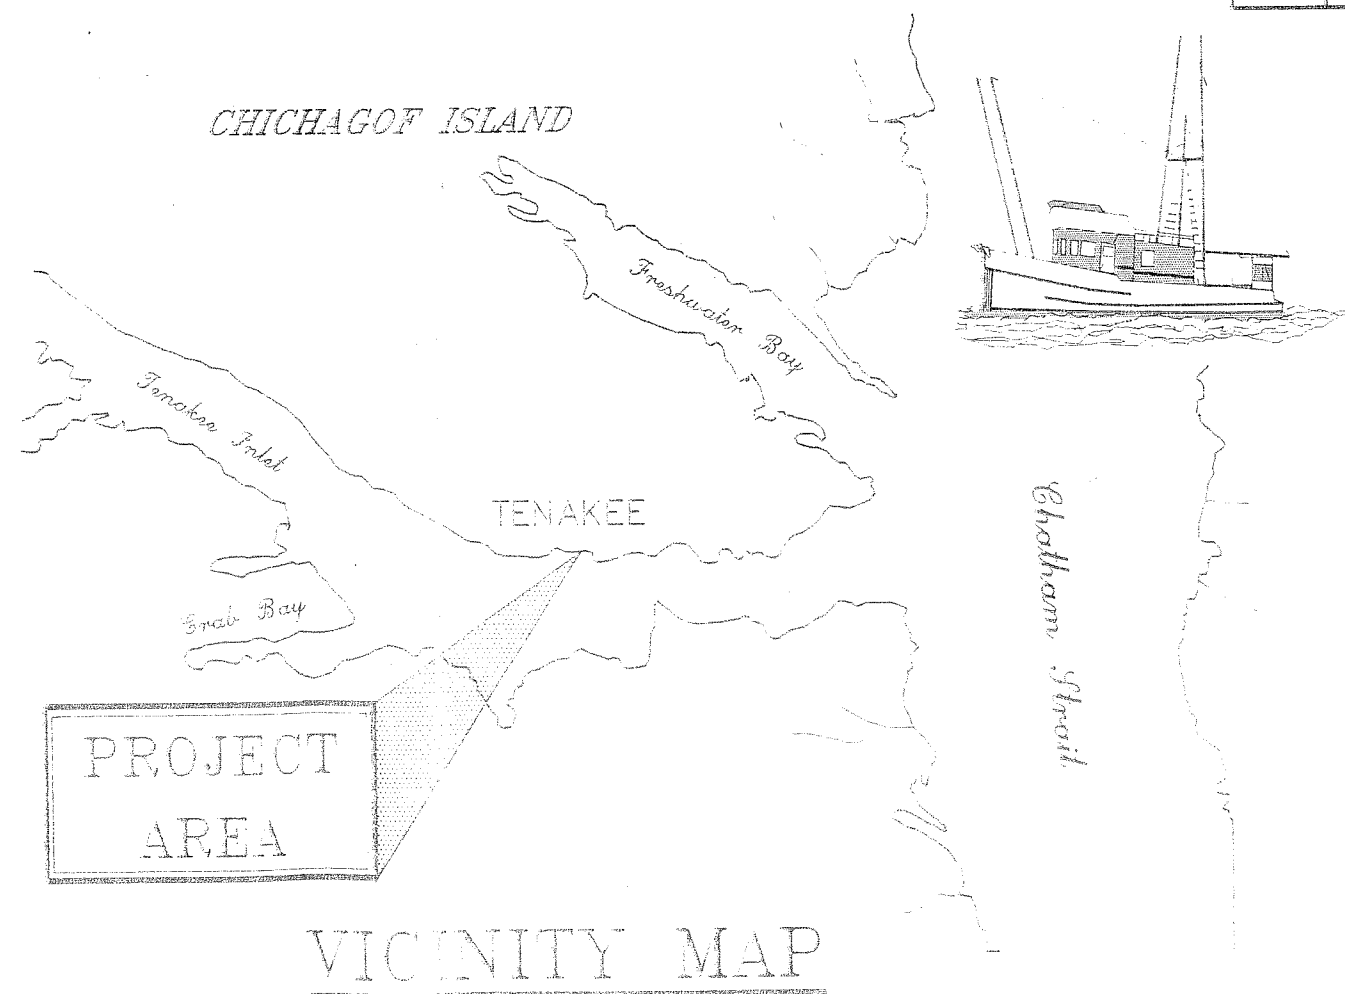 CHICHAGOF ISLAND
Freshwater Bay
Tenakee Inlet
TENAKEE
Chatham Strait
Crab Bay
PROJECT
AREA
VICINITY MAP